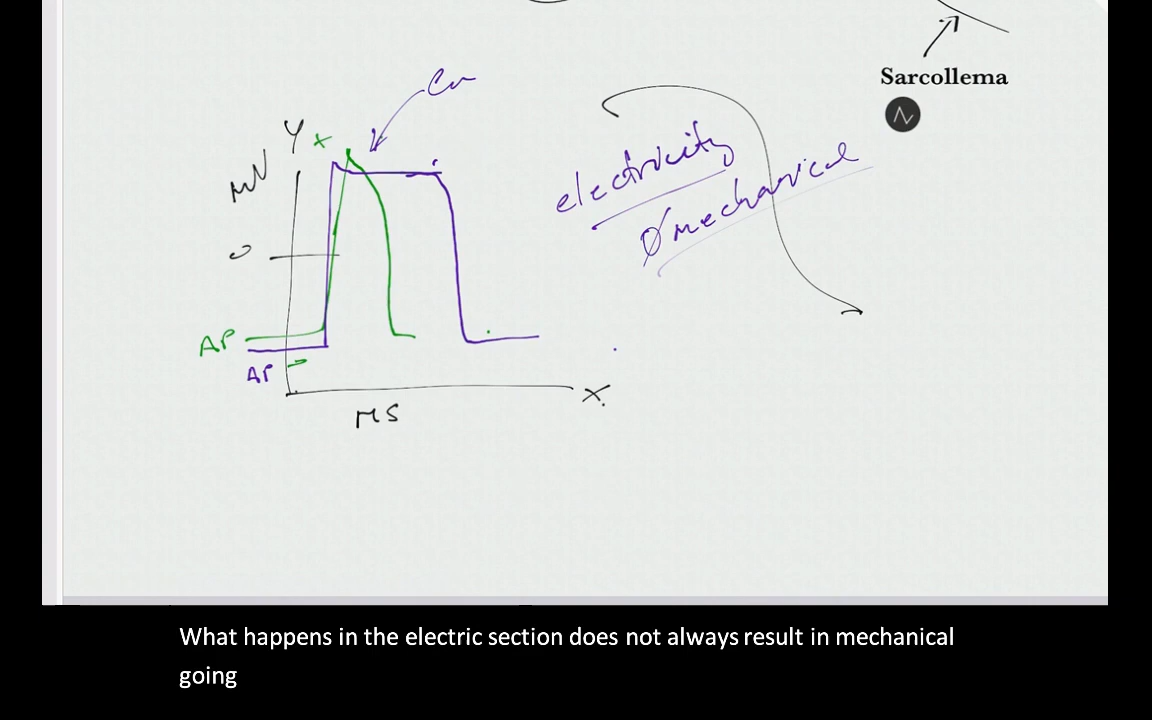 Sarcollema
Ca
Y +
MV
electricity
Ø mechanical
0
AP
AP -
X
MS
What happens in the electric section does not always result in mechanical
going